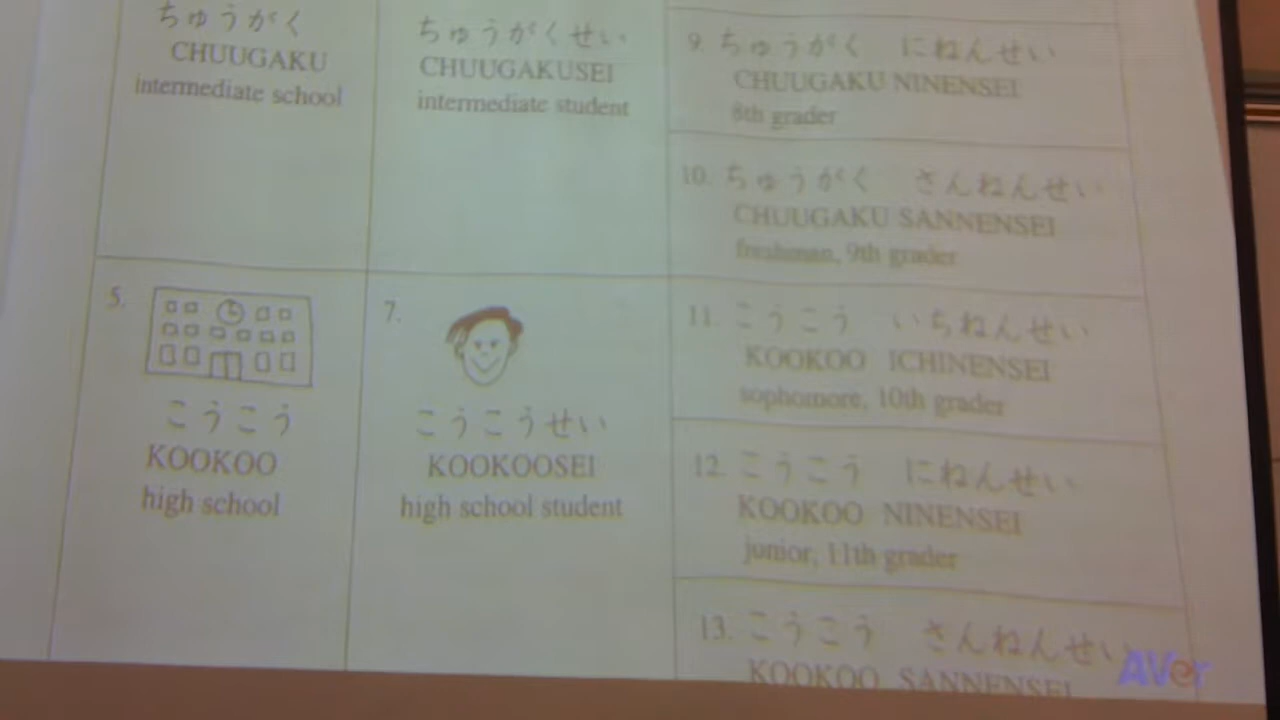 ちゅうがく
CHUUGAKU
intermediate school
ちゅうがくせい
CHUUGAKUSEI
intermediate student
9. ちゅうがく にねんせい
CHUUGAKU NINENSEI
8th grader
10. ちゅうがく さんねんせい
CHUUGAKU SANNENSEI
freshman, 9th grader
5.
こうこう
KOOKOO
high school
7.
こうこうせい
KOOKOOSEI
high school student
11. こうこう いちねんせい
KOOKOO ICHINENSEI
sophomore, 10th grader
12. こうこう にねんせい
KOOKOO NINENSEI
junior, 11th grader
13. こうこう さんねんせい
KOOKOO SANNENSEI
AVer